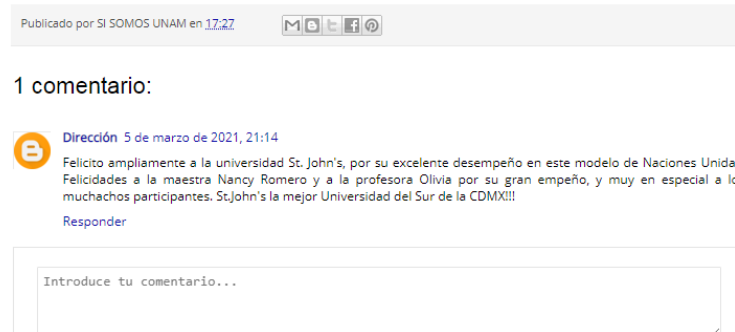 Publicado por SI SOMOS UNAM en 17:27
1 comentario:
Dirección 5 de marzo de 2021, 21:14
Felicito ampliamente a la universidad St. John's, por su excelente desempeño en este modelo de Naciones Unida
Felicidades a la maestra Nancy Romero y a la profesora Olivia por su gran empeño, y muy en especial a lo
muchachos participantes. St.John's la mejor Universidad del Sur de la CDMX!!!
Responder
Introduce tu comentario...